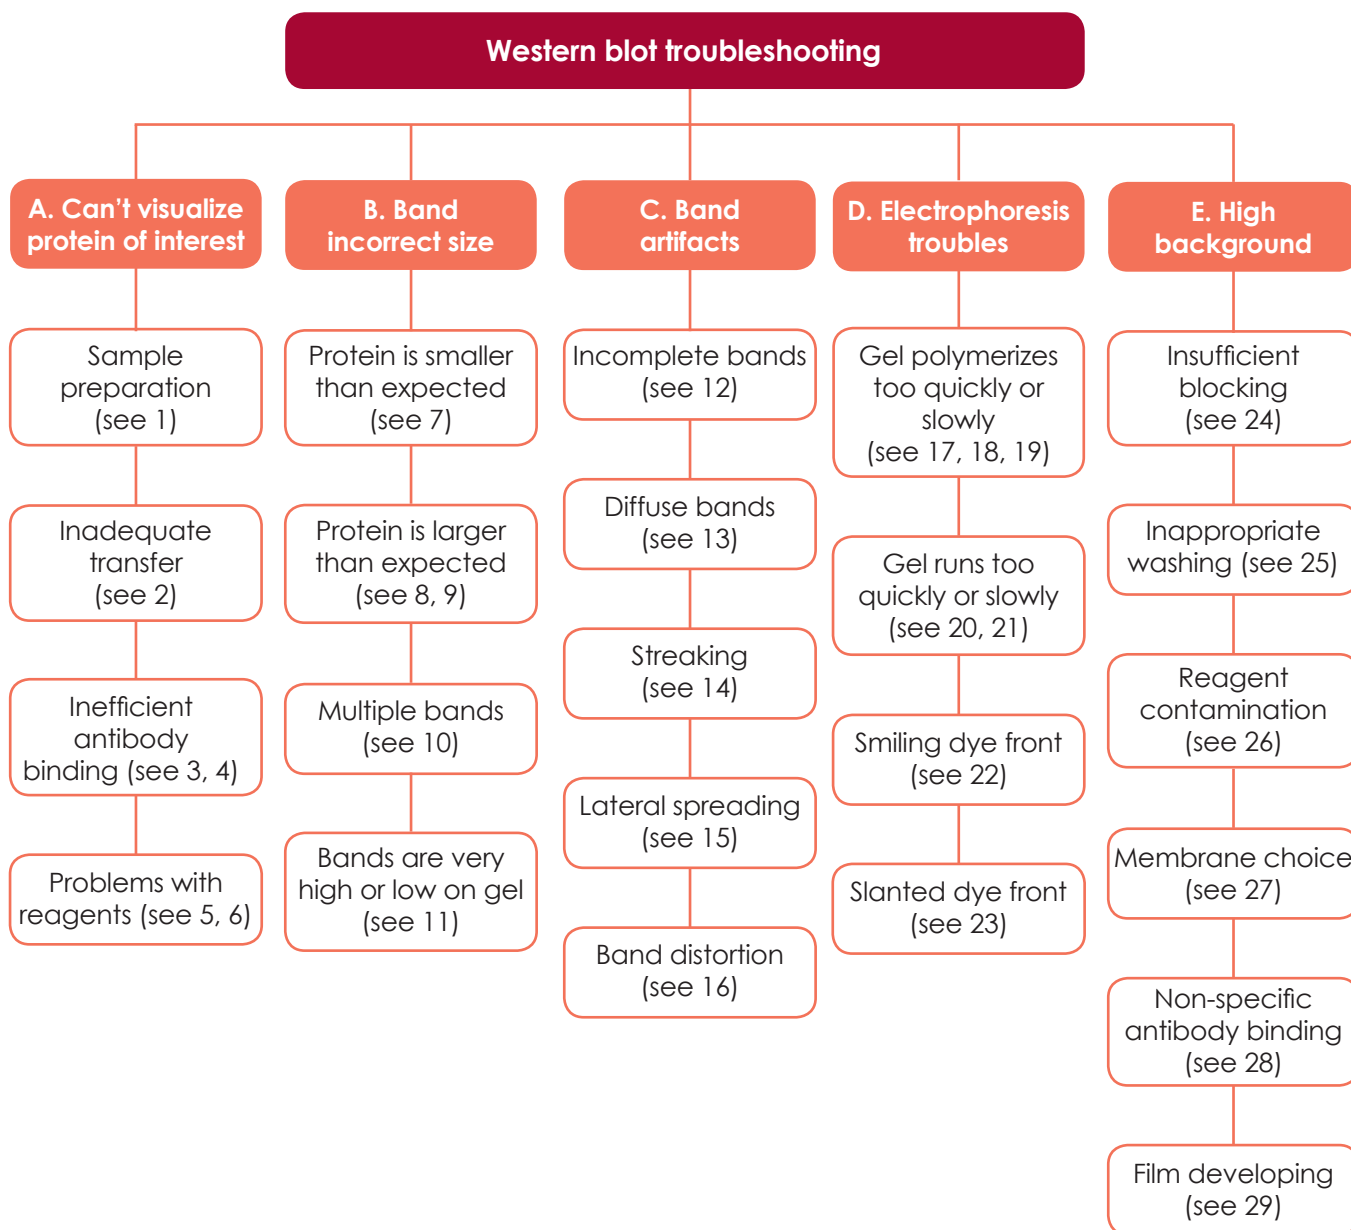 Western blot troubleshooting
A. Can’t visualize
protein of interest
Sample
preparation
(see 1)
Inadequate
transfer
(see 2)
Inefficient
antibody
binding (see 3, 4)
Problems with
reagents (see 5, 6)
B. Band
incorrect size
Protein is smaller
than expected
(see 7)
Protein is larger
than expected
(see 8, 9)
Multiple bands
(see 10)
Bands are very
high or low on gel
(see 11)
C. Band
artifacts
Incomplete bands
(see 12)
Diffuse bands
(see 13)
Streaking
(see 14)
Lateral spreading
(see 15)
Band distortion
(see 16)
D. Electrophoresis
troubles
Gel polymerizes
too quickly or
slowly
(see 17, 18, 19)
Gel runs too
quickly or slowly
(see 20, 21)
Smiling dye front
(see 22)
Slanted dye front
(see 23)
E. High
background
Insufficient
blocking
(see 24)
Inappropriate
washing (see 25)
Reagent
contamination
(see 26)
Membrane choice
(see 27)
Non-specific
antibody binding
(see 28)
Film developing
(see 29)